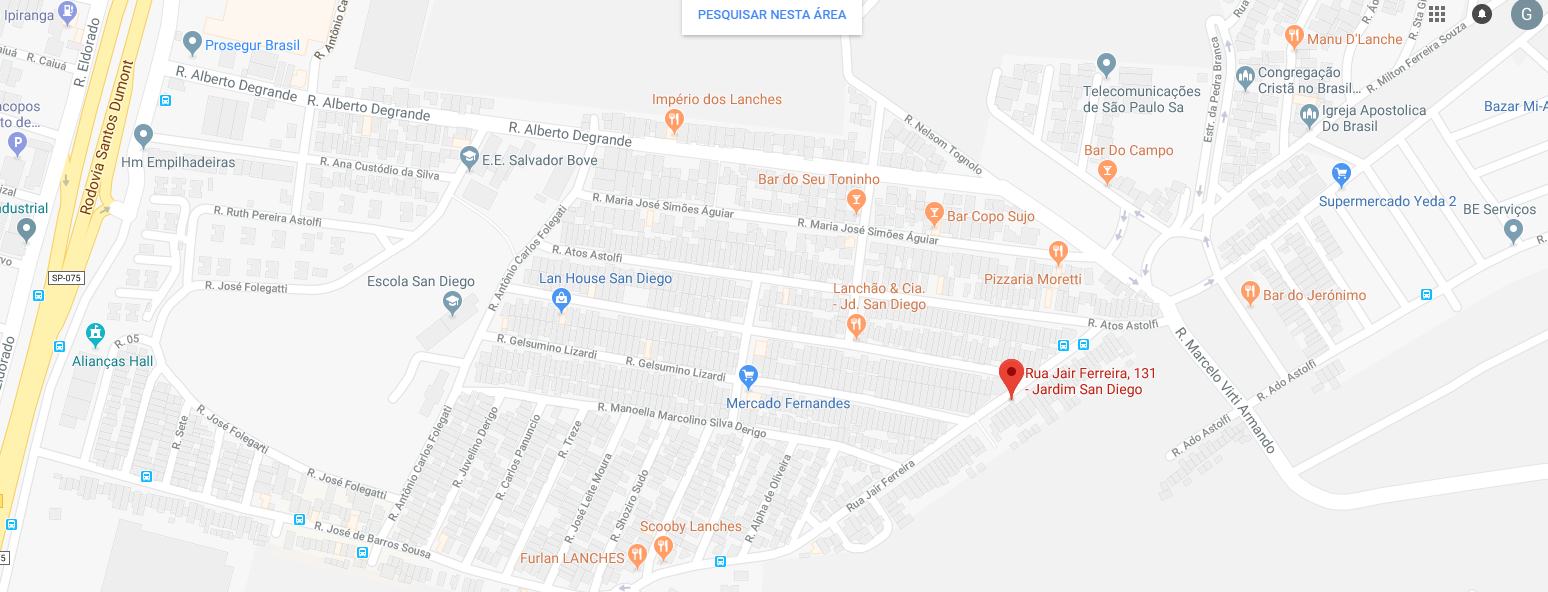 Ipiranga
R. Caiuá
R. Eldorado
Rodovia Santos Dumont
Prosegur Brasil
R. Antônio Ca
PESQUISAR NESTA ÁREA
G
R. Alberto Degrande
R. Alberto Degrande
R. Alberto Degrande
acopos
to de...
P
Hm Empilhadeiras
R. Ana Custódio da Silva
E.E. Salvador Bove
Império dos Lanches
R. Nelsom Tognolo
Telecomunicações
de São Paulo Sa
Estr. da Pedra Branca
Manu D'Lanche
R. Sta Gi
R. Milton Ferreira Souza
Congregação
Cristã no Brasil...
Igreja Apostolica
Do Brasil
Bazar Mi-A
Bar Do Campo
Supermercado Yeda 2
BE Serviços
R.
ndustrial
R. Ruth Pereira Astolfi
R. Maria José Simões Águiar
R. Maria José Simões Águiar
Bar do Seu Toninho
Bar Copo Sujo
Pizzaria Moretti
SP-075
R. José Folegatti
R. Antônio Carlos Folegati
R. Atos Astolfi
Escola San Diego
Lan House San Diego
Lanchão & Cia.
- Jd. San Diego
Bar do Jerónimo
R. Atos Astolfi
R. Marcelo Virti Armando
Alianças Hall
R. 05
Eldorado
R. Gelsumino Lizardi
R. Gelsumino Lizardi
Mercado Fernandes
Rua Jair Ferreira, 131
- Jardim San Diego
R. Ado Astolfi
R. Ado Astolfi
R. Manoella Marcolino Silva Derigo
R. Sete
R. José Folegarti
R. José Folegatti
R. Antônio Carlos Folegati
R. Juvelino Derigo
R. Carlos Panuncio
R. Treze
R. José Leite Moura
R. Shoziro Sudo
R. Alpha de Oliveira
Rua Jair Ferreira
R. José de Barros Sousa
Scooby Lanches
Furlan LANCHES
5